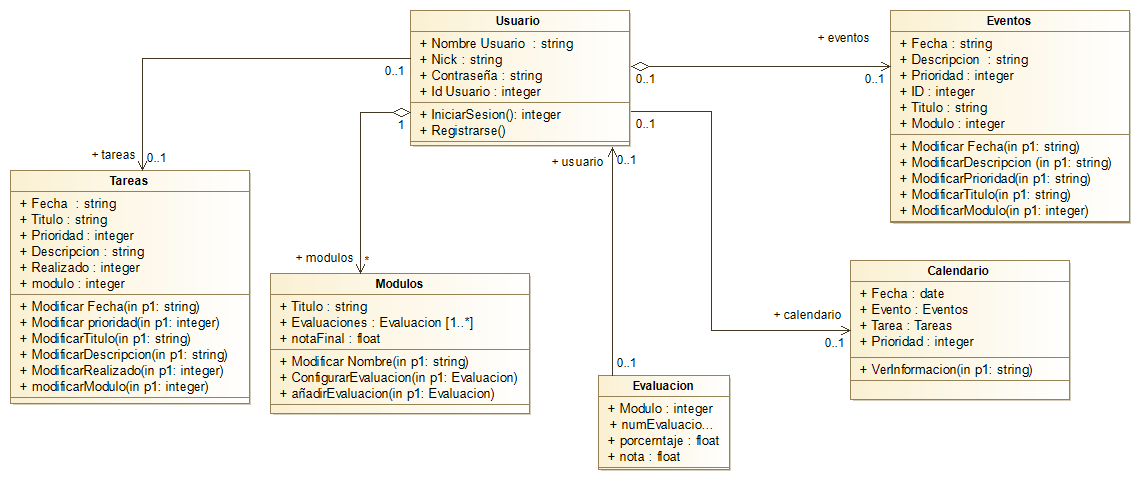 Usuario
+ Nombre Usuario : string
+ Nick : string
+ Contraseña : string
+ Id Usuario : integer
+ IniciarSesion(): integer
+ Registrarse()
Eventos
+ Fecha : string
+ Descripcion : string
+ Prioridad : integer
+ ID : integer
+ Titulo : string
+ Modulo : integer
+ Modificar Fecha(in p1: string)
+ ModificarDescripcion (in p1: string)
+ ModificarPrioridad(in p1: string)
+ ModificarTitulo(in p1: string)
+ ModificarModulo(in p1: integer)
+ eventos
0..1
0..1
0..1
1
0..1
+ usuario
0..1
+ tareas
0..1
Tareas
+ Fecha : string
+ Titulo : string
+ Prioridad : integer
+ Descripcion : string
+ Realizado : integer
+ modulo : integer
+ Modificar Fecha(in p1: string)
+ Modificar prioridad(in p1: integer)
+ ModificarTitulo(in p1: string)
+ ModificarDescripcion(in p1: string)
+ ModificarRealizado(in p1: integer)
+ modificarModulo(in p1: integer)
+ modulos
*
Modulos
+ Titulo : string
+ Evaluaciones : Evaluacion [1..*]
+ notaFinal : float
+ Modificar Nombre(in p1: string)
+ ConfigurarEvaluacion(in p1: Evaluacion)
+ añadirEvaluacion(in p1: Evaluacion)
Calendario
+ Fecha : date
+ Evento : Eventos
+ Tarea : Tareas
+ Prioridad : integer
+ VerInformacion(in p1: string)
+ calendario
0..1
0..1
Evaluacion
+ Modulo : integer
+ numEvaluacio...
+ porcerntaje : float
+ nota : float